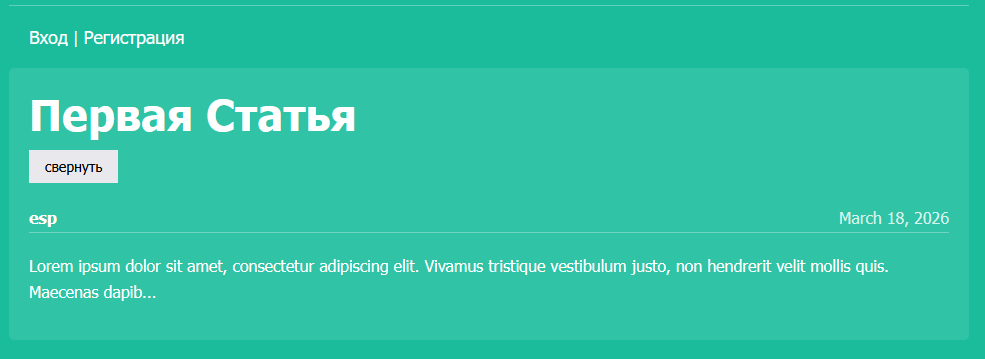 Вход | Регистрация
Первая Статья
свернуть
esp March 18, 2026
Lorem ipsum dolor sit amet, consectetur adipiscing elit. Vivamus tristique vestibulum justo, non hendrerit velit mollis quis.
Maecenas dapib...